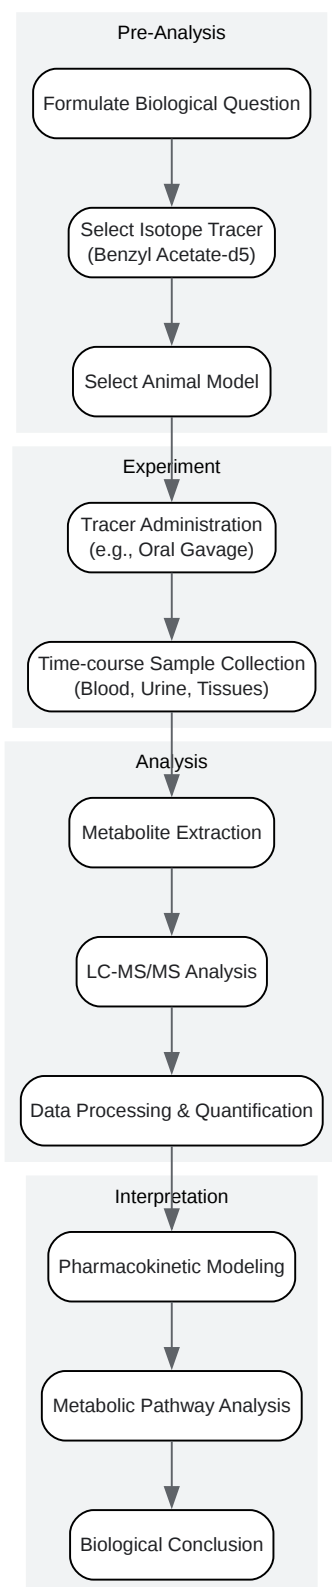 Pre-Analysis
Formulate Biological Question
Select Isotope Tracer
(Benzyl Acetate-d5)
Select Animal Model
Experiment
Tracer Administration
(e.g., Oral Gavage)
Time-course Sample Collection
(Blood, Urine, Tissues)
Analysis
Metabolite Extraction
LC-MS/MS Analysis
Data Processing & Quantification
Interpretation
Pharmacokinetic Modeling
Metabolic Pathway Analysis
Biological Conclusion